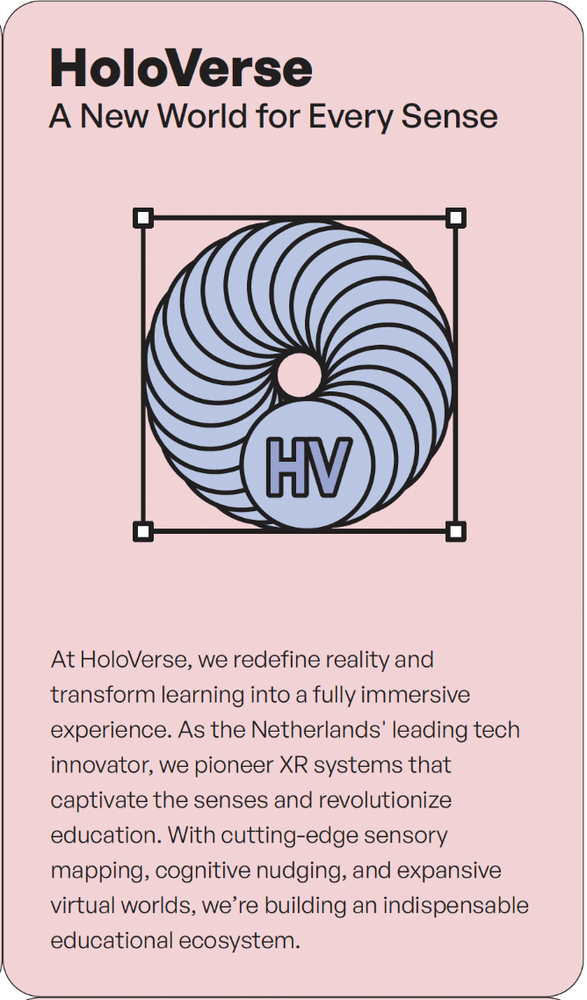 HoloVerse
A New World for Every Sense
HV
At HoloVerse, we redefine reality and
transform learning into a fully immersive
experience. As the Netherlands' leading tech
innovator, we pioneer XR systems that
captivate the senses and revolutionize
education. With cutting-edge sensory
mapping, cognitive nudging, and expansive
virtual worlds, we’re building an indispensable
educational ecosystem.